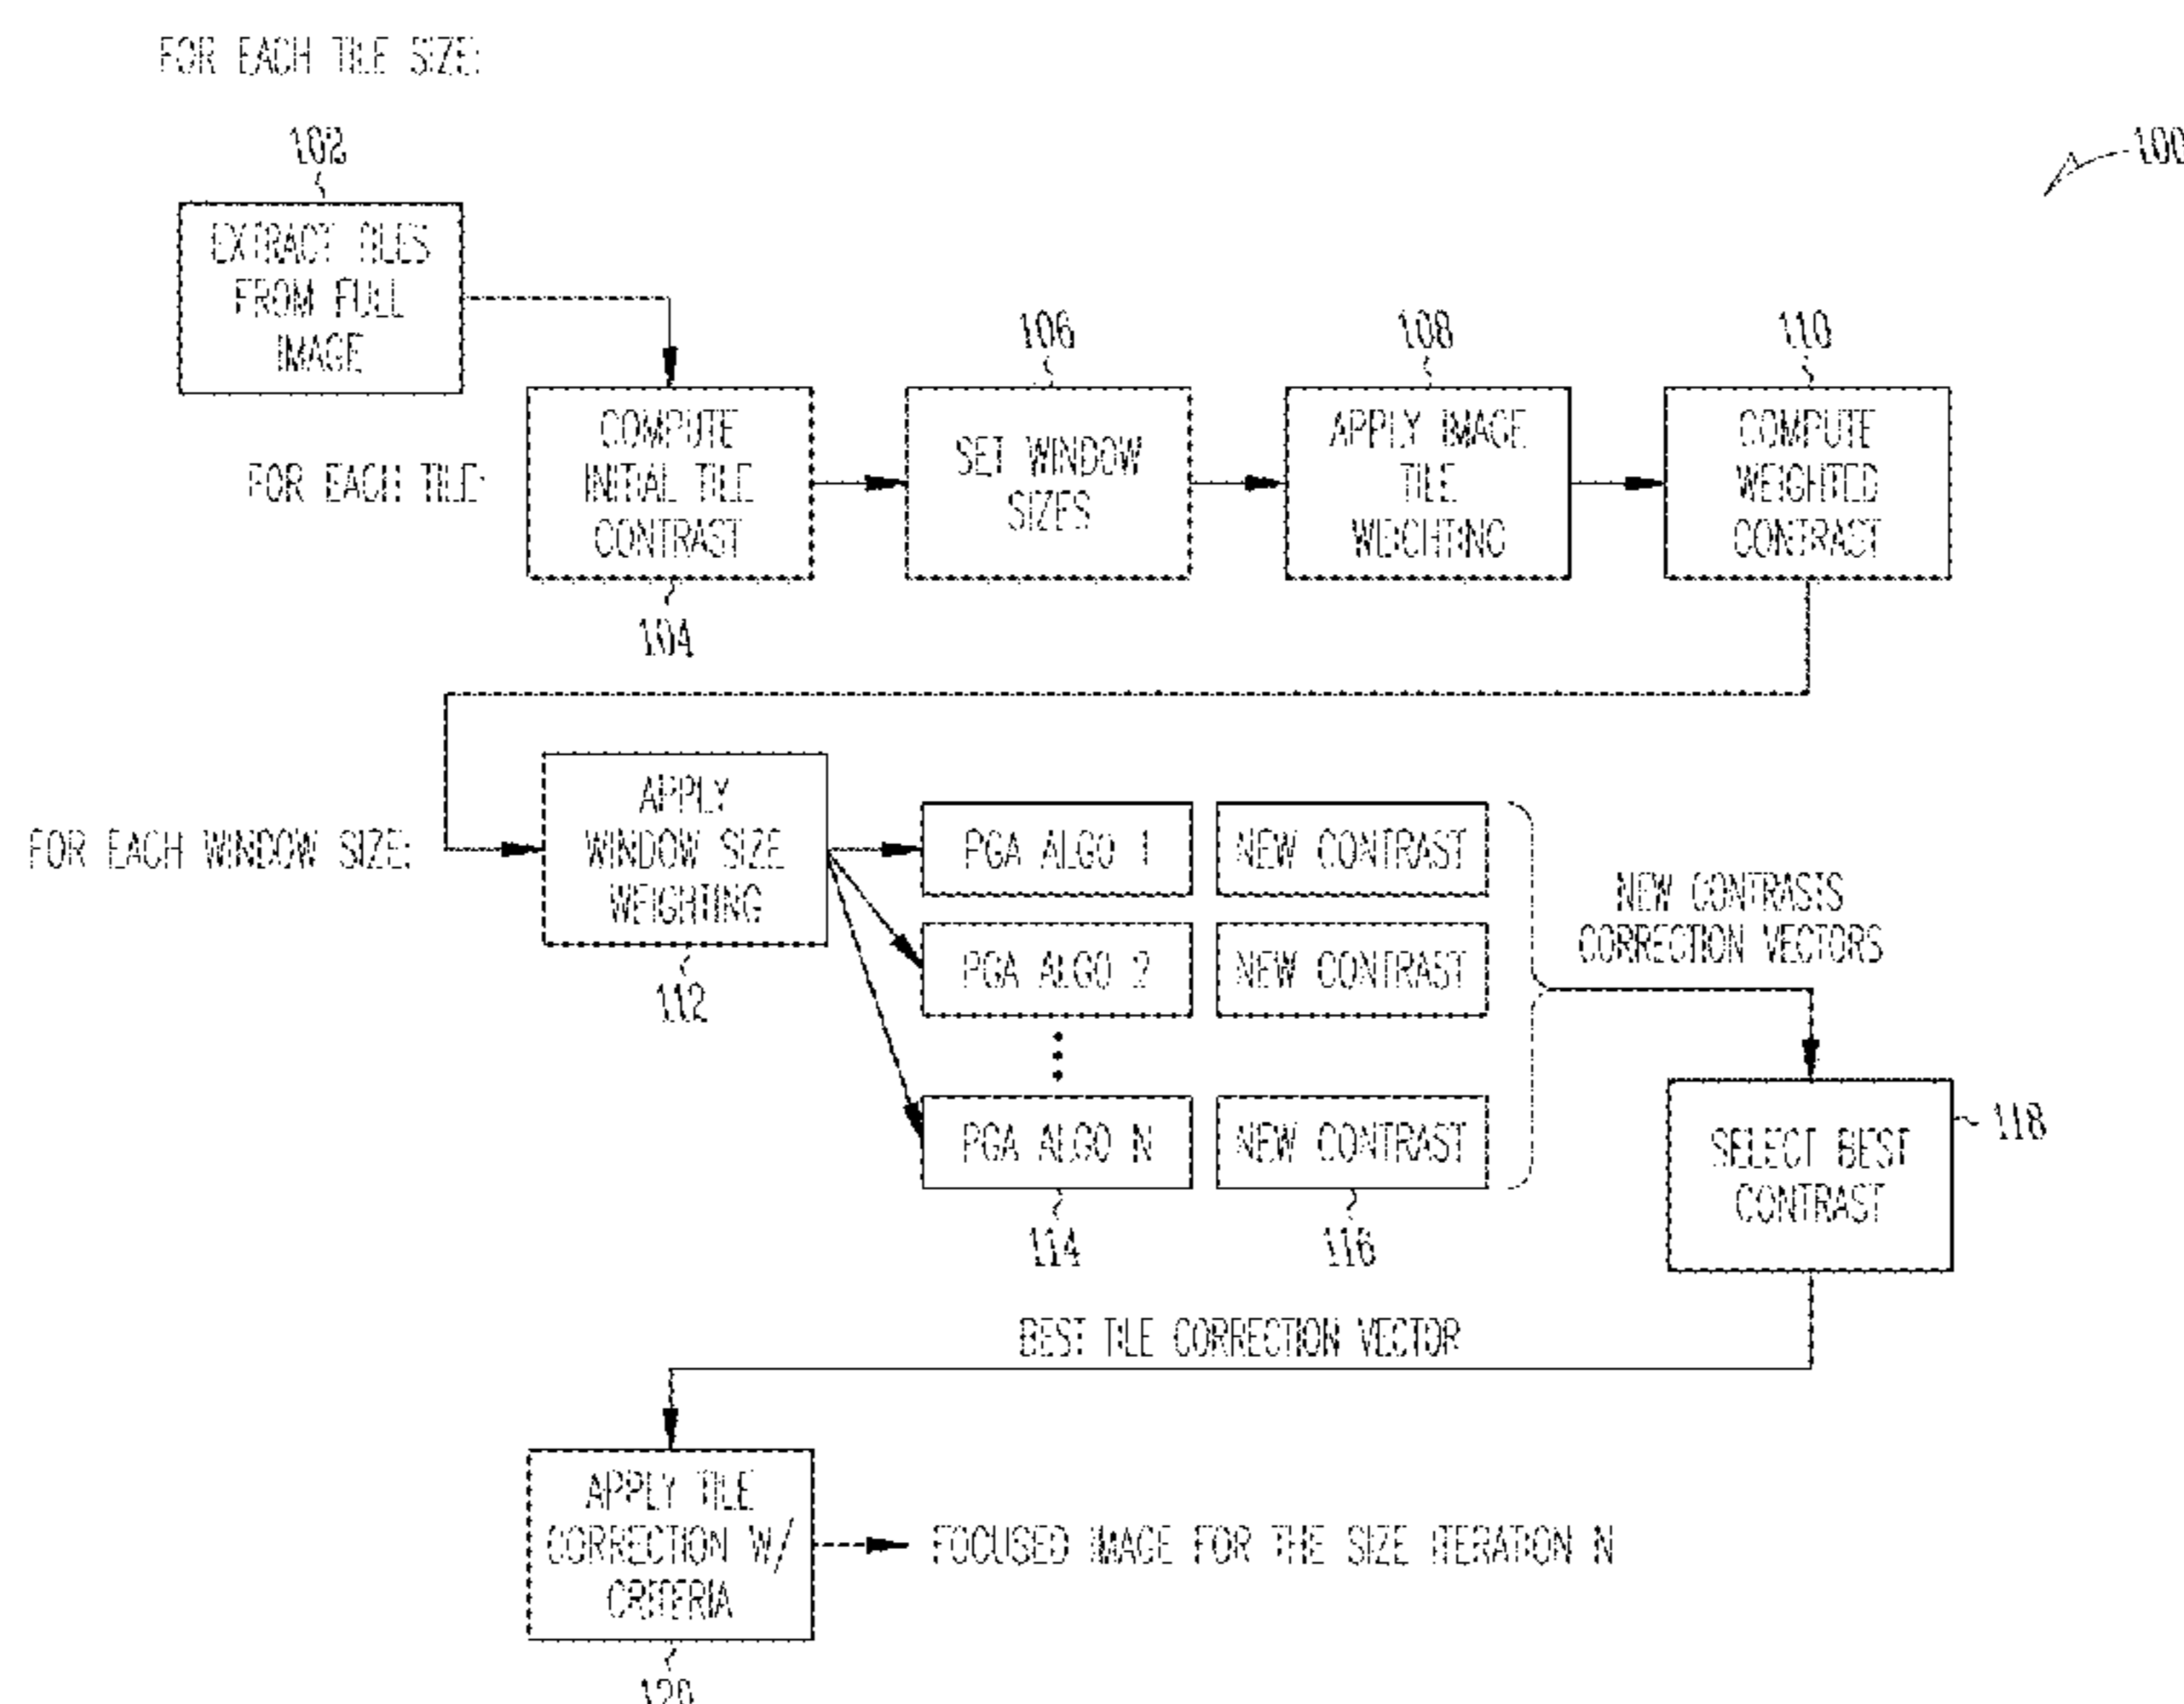 FOR EACH TILE SIZE:
102
100
EXTRACT TILES
FROM FULL
IMAGE
106
108
110
FOR EACH TILE:
COMPUTE
INITIAL TILE
CONTRAST
SET WINDOW
SIZES
APPLY IMAGE
TILE
WEIGHTING
COMPUTE
WEIGHTED
CONTRAST
104
FOR EACH WINDOW SIZE:
APPLY
WINDOW SIZE
WEIGHTING
112
PGA ALGO 1
NEW CONTRAST
PGA ALGO 2
NEW CONTRAST
PGA ALGO N
NEW CONTRAST
114
116
NEW CONTRASTS
CORRECTION VECTORS
SELECT BEST
CONTRAST
118
BEST TILE CORRECTION VECTOR
APPLY TILE
CORRECTION W/
CRITERIA
FOCUSED IMAGE FOR THE SIZE ITERATION N
120